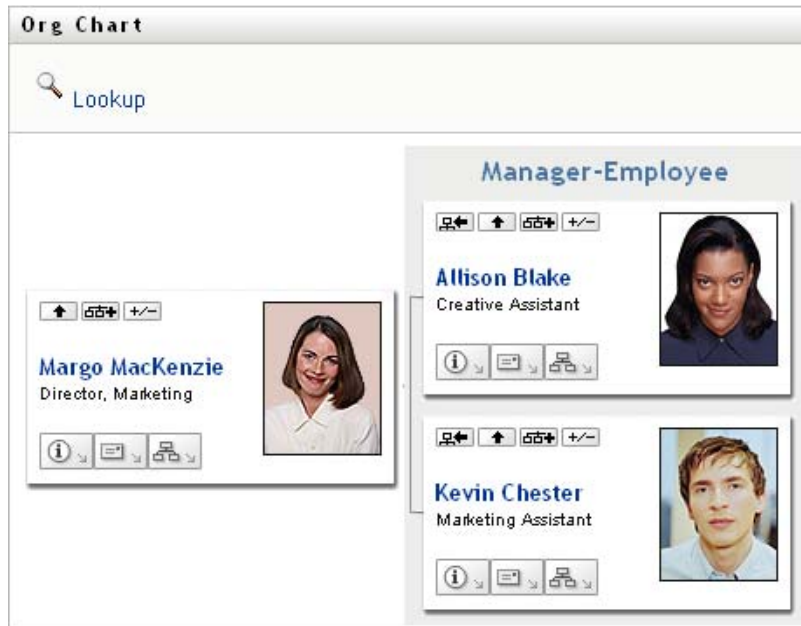 Org Chart
Lookup
Manager-Employee
+/-
Allison Blake
Creative Assistant
+/-
Margo MacKenzie
Director, Marketing
+/-
Kevin Chester
Marketing Assistant